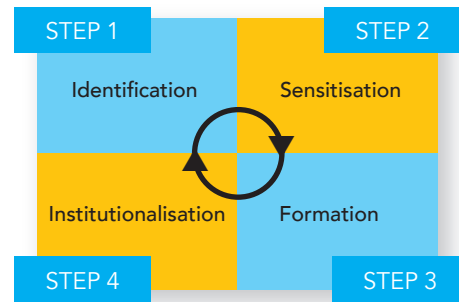 STEP 1
STEP 2
Identification
Sensitisation
Institutionalisation
Formation
STEP 4
STEP 3